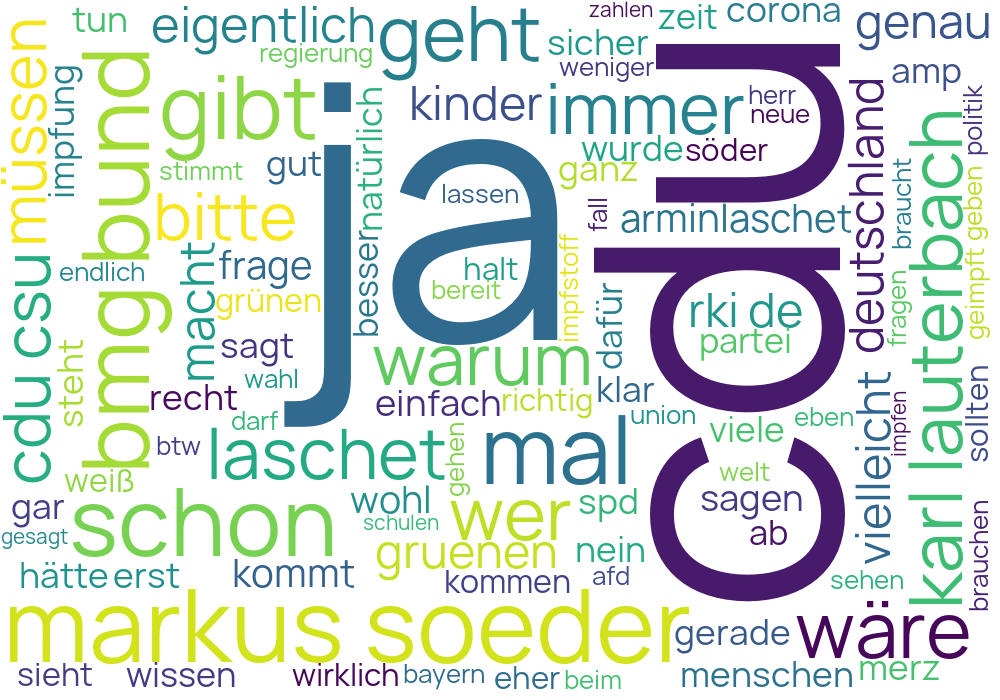 tun
eigentlich
geht
zahlen
zeit
corona
genau
regierung
sicher
weniger
amp
müssen
impfung
bmg bund
gibt
ja
natürlich
kinder
immer
herr
neue
cdu
deutschland
politik
stimmt
gut
wurde
söder
ganz
lassen
karl lauterbach
braucht
geben
bitte
fall
arminlaschet
cdu csu
endlich
macht
frage
besser
halt
bereit
impfstoff
dafür
rki de
partei
fragen
geimpft
grünen
sagt
warum
steht
wahl
recht
einfach
richtig
klar
union
vielleicht
impfen
sollten
darf
btw
laschet
gehen
mal
viele
eben
welt
weiß
gar
schon
wohl
schulen
wer
spd
sagen
ab
gesagt
gruenen
nein
brauchen
hätte
erst
kommt
kommen
afd
sehen
markus soeder
gerade
wäre
sieht
wissen
wirklich
bayern
eher
beim
menschen
merz